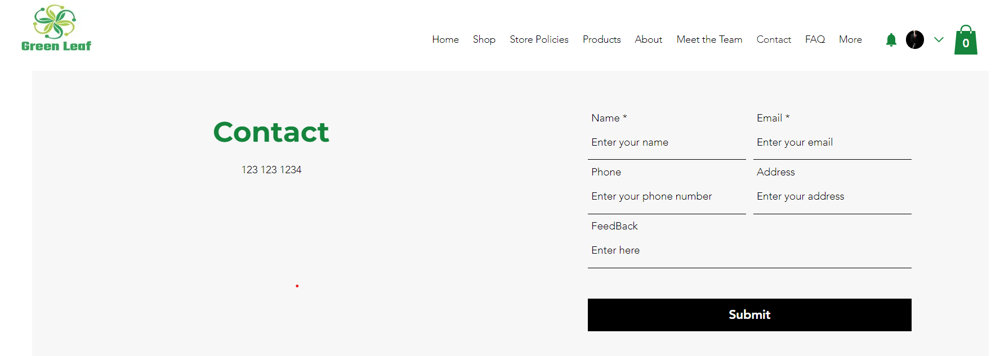 Green Leaf
Home Shop Store Policies Products About Meet the Team Contact FAQ More 0
Contact
123 123 1234
Name * Email *
Enter your name Enter your email
Phone Address
Enter your phone number Enter your address
FeedBack
Enter here
Submit